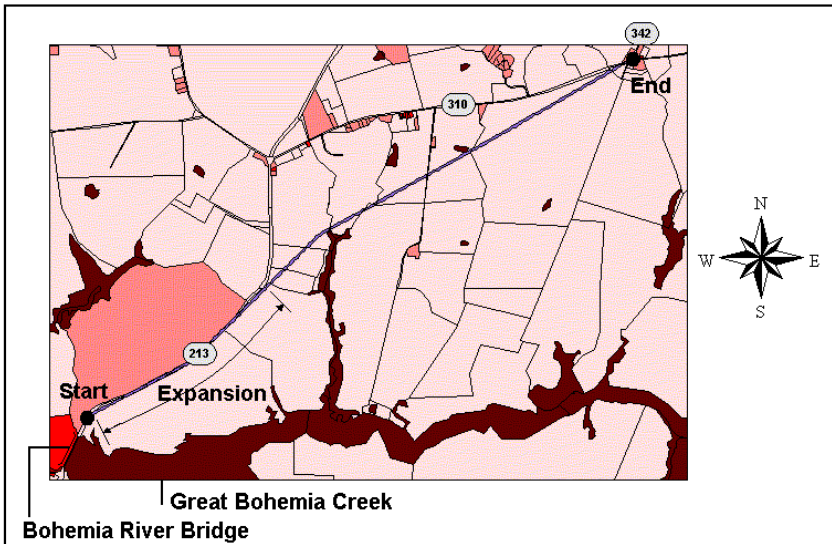 342
End
310
N
W E
S
213
Start
Expansion
Great Bohemia Creek
Bohemia River Bridge